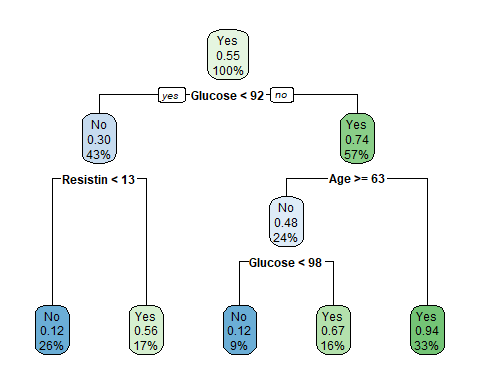 Yes
0.55
100%
yes Glucose < 92 no
No
0.30
43%
Yes
0.74
57%
Resistin < 13
Age >= 63
No
0.48
24%
Glucose < 98
No
0.12
26%
Yes
0.56
17%
No
0.12
9%
Yes
0.67
16%
Yes
0.94
33%